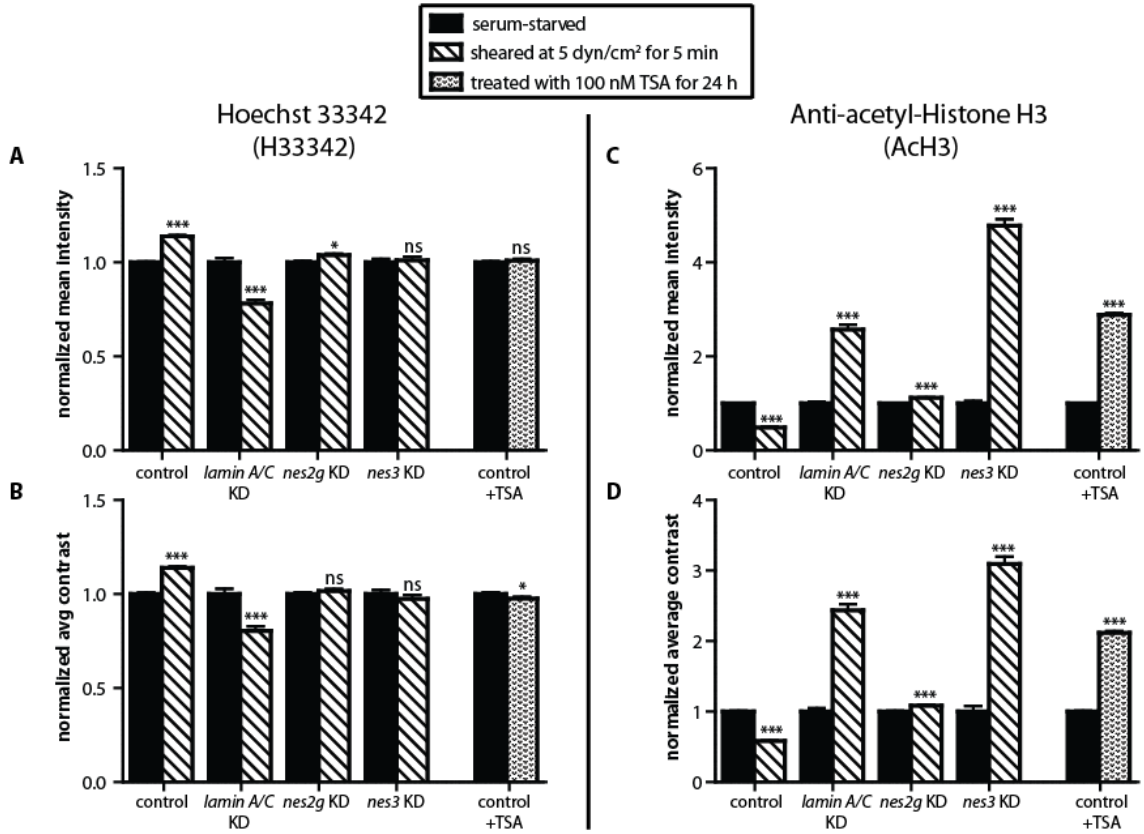 serum-starved
sheared at 5 dyn/cm² for 5 min
treated with 100 nM TSA for 24 h
Hoechst 33342
(H33342)
Anti-acetyl-Histone H3
(AcH3)
A
normalized mean intensity
1.5
1.0
0.5
0.0
***
***
*
ns
ns
control
lamin A/C
KD
nes2g KD
nes3 KD
control
+TSA
B
normalized avg contrast
1.5
1.0
0.5
0.0
***
***
ns
ns
*
control
lamin A/C
KD
nes2g KD
nes3 KD
control
+TSA
C
normalized mean intensity
6
4
2
0
***
***
***
***
***
control
lamin A/C
KD
nes2g KD
nes3 KD
control
+TSA
D
normalized average contrast
4
3
2
1
0
***
***
***
***
***
control
lamin A/C
KD
nes2g KD
nes3 KD
control
+TSA